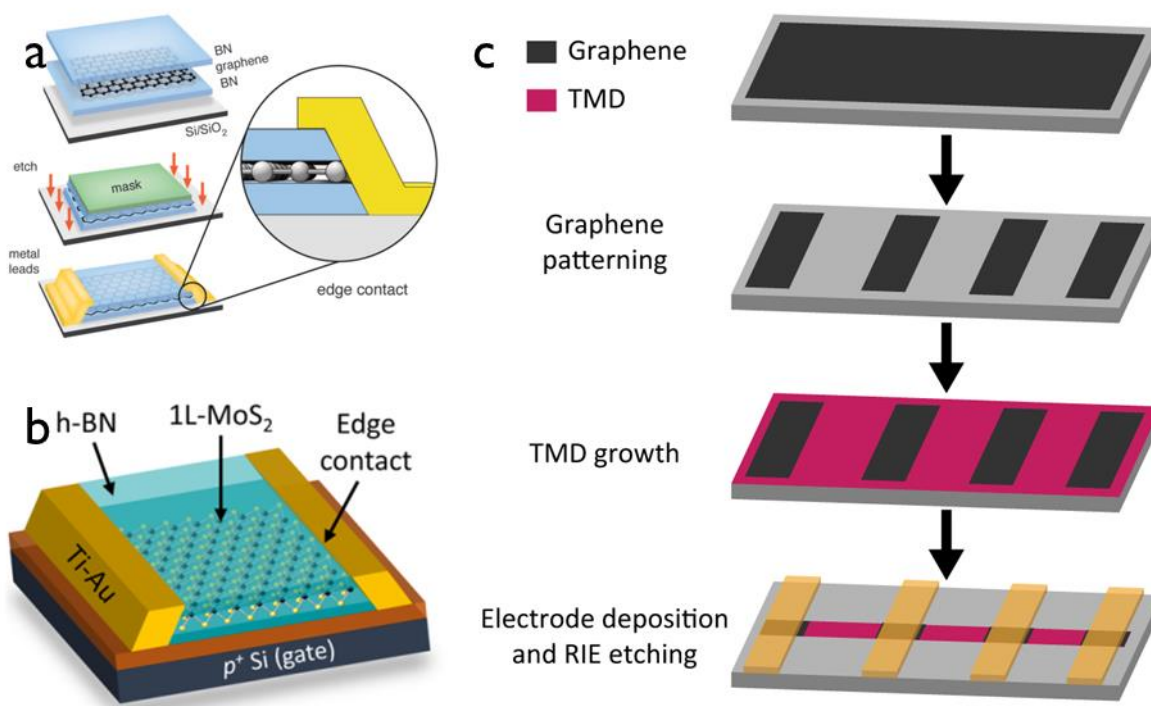 a
BN
graphene
BN
Si/SiO₂
etch
mask
metal
leads
edge contact
b
h-BN
1L-MoS₂
Edge
contact
Ti-Au
p⁺ Si (gate)
c
Graphene
TMD
Graphene
patterning
TMD growth
Electrode deposition
and RIE etching